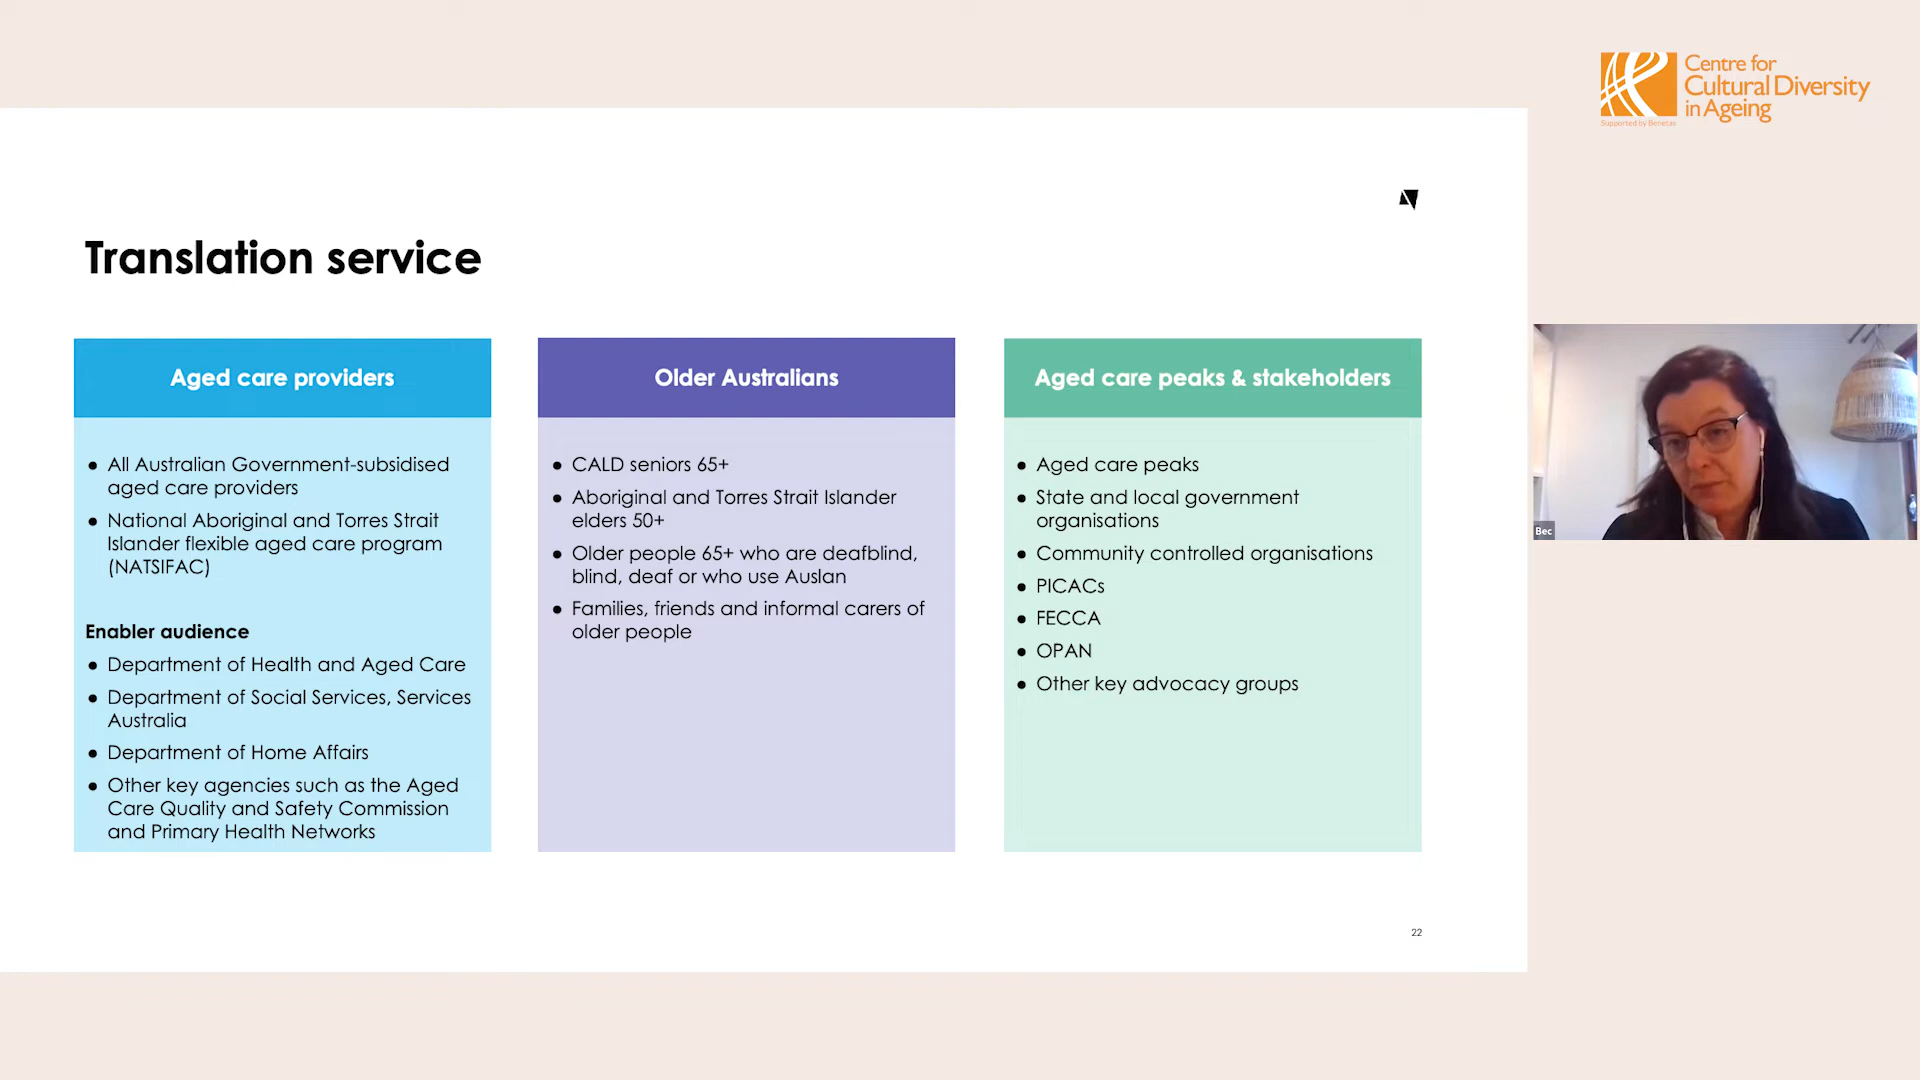 Centre for
Cultural Diversity
in Ageing
Supported by Benetas
Translation service
Aged care providers
● All Australian Government-subsidised
aged care providers
● National Aboriginal and Torres Strait
Islander flexible aged care program
(NATSIFAC)
Enabler audience
● Department of Health and Aged Care
● Department of Social Services, Services
Australia
● Department of Home Affairs
● Other key agencies such as the Aged
Care Quality and Safety Commission
and Primary Health Networks
Older Australians
● CALD seniors 65+
● Aboriginal and Torres Strait Islander
elders 50+
● Older people 65+ who are deafblind,
blind, deaf or who use Auslan
● Families, friends and informal carers of
older people
Aged care peaks & stakeholders
● Aged care peaks
● State and local government
organisations
● Community controlled organisations
● PICACs
● FECCA
● OPAN
● Other key advocacy groups
22
Bec